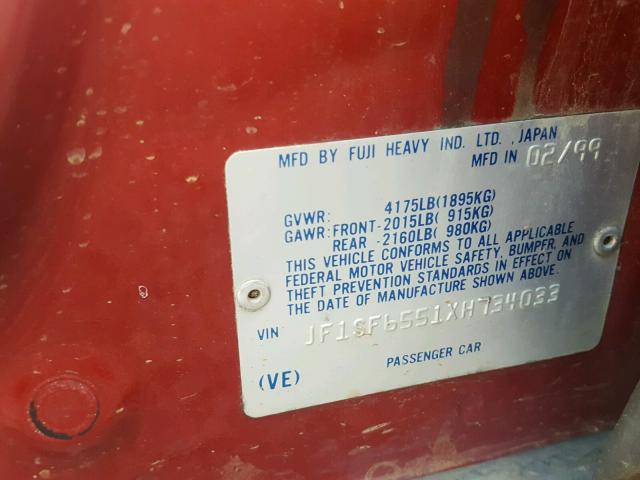 MFD BY FUJI HEAVY IND. LTD., JAPAN
MFD IN 02/99
GVWR: 4175LB(1895KG)
GAWR:FRONT-2015LB( 915KG)
REAR -2160LB( 980KG)
THIS VEHICLE CONFORMS TO ALL APPLICABLE
FEDERAL MOTOR VEHICLE SAFETY, BUMPFR, AND
THEFT PREVENTION STANDARDS IN EFFECT ON
THE DATE OF MANUFACTURE SHOWN ABOVE.
VIN JF1SF6551XH734033
(VE) PASSENGER CAR